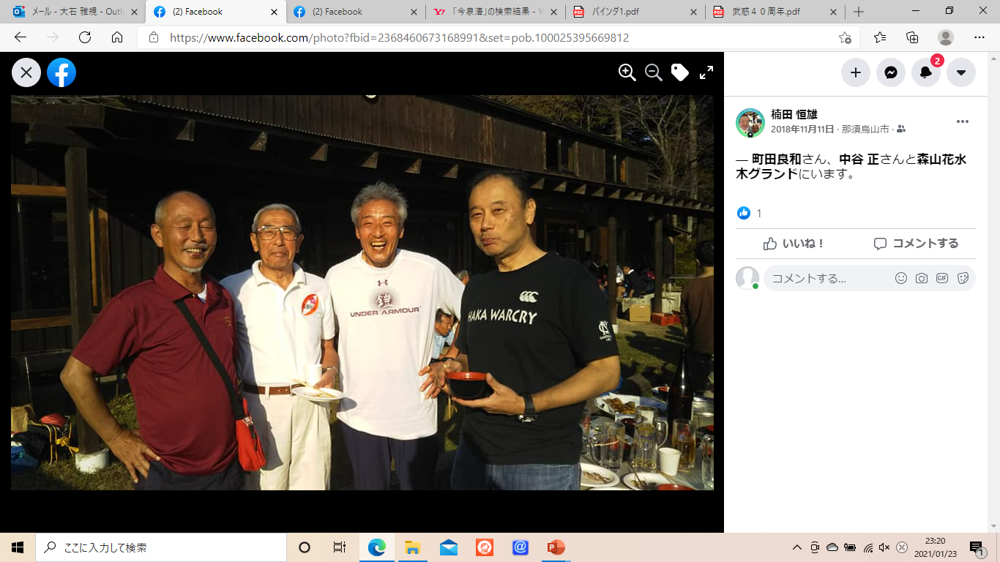 メール - 大石 雅規 - Outl
(2) Facebook
(2) Facebook
「今泉清」の検索結果 - Y
バインダ1.pdf
武惑４０周年.pdf
https://www.facebook.com/photo?fbid=2368460673168991&set=pob.100025395669812
2
楠田 恒雄
2018年11月11日 · 那須烏山市 ·
— 町田良和さん、中谷 正さんと森山花水
木グランドにいます。
1
いいね！
コメントする
コメントする...
GIF
UNDER ARMOUR
HAKA WARCRY
ここに入力して検索
23:20
2021/01/23
1